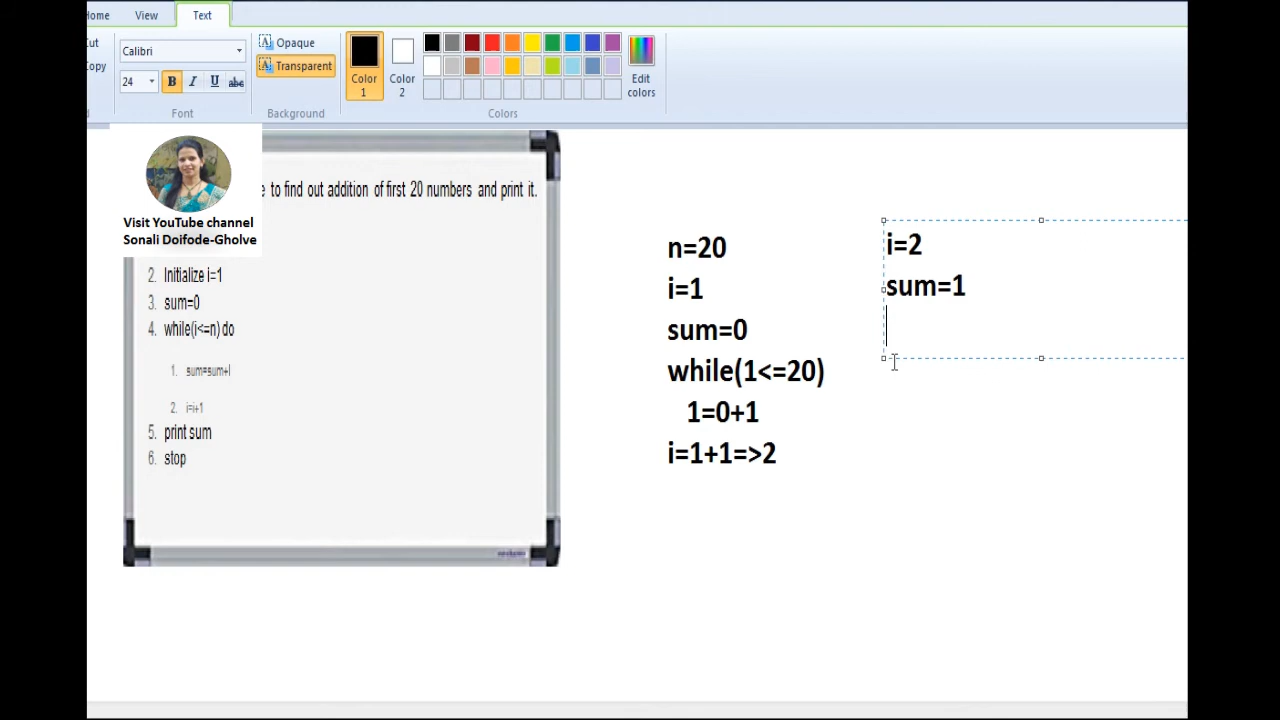 Home View Text
Cut
Copy
Calibri
24 B I U abc
Font
Opaque
Transparent
Background
Color 1
Color 2
Edit colors
Colors
Visit YouTube channel
Sonali Doifode-Gholve
e to find out addition of first 20 numbers and print it.
2. Initialize i=1
3. sum=0
4. while(i<=n) do
1. sum=sum+I
2. i=i+1
5. print sum
6. stop
n=20
i=1
sum=0
while(1<=20)
1=0+1
i=1+1=>2
i=2
sum=1